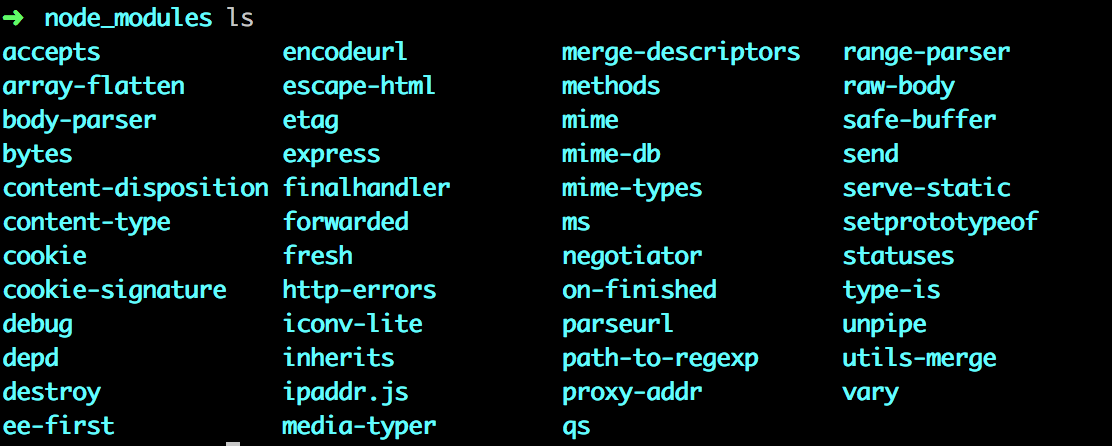 ➜ node_modules ls
accepts encodeurl merge-descriptors range-parser
array-flatten escape-html methods raw-body
body-parser etag mime safe-buffer
bytes express mime-db send
content-disposition finalhandler mime-types serve-static
content-type forwarded ms setprototypeof
cookie fresh negotiator statuses
cookie-signature http-errors on-finished type-is
debug iconv-lite parseurl unpipe
depd inherits path-to-regexp utils-merge
destroy ipaddr.js proxy-addr vary
ee-first media-typer qs